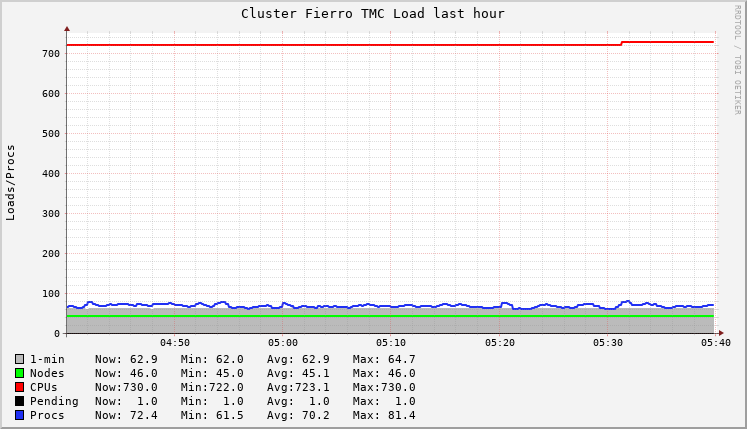 Cluster Fierro TMC Load last hour
RRDTOOL / TOBI OETIKER
Loads/Procs
700
600
500
400
300
200
100
0
04:50 05:00 05:10 05:20 05:30 05:40
1-min Now: 62.9 Min: 62.0 Avg: 62.9 Max: 64.7
Nodes Now: 46.0 Min: 45.0 Avg: 45.1 Max: 46.0
CPUs Now:730.0 Min:722.0 Avg:723.1 Max:730.0
Pending Now: 1.0 Min: 1.0 Avg: 1.0 Max: 1.0
Procs Now: 72.4 Min: 61.5 Avg: 70.2 Max: 81.4